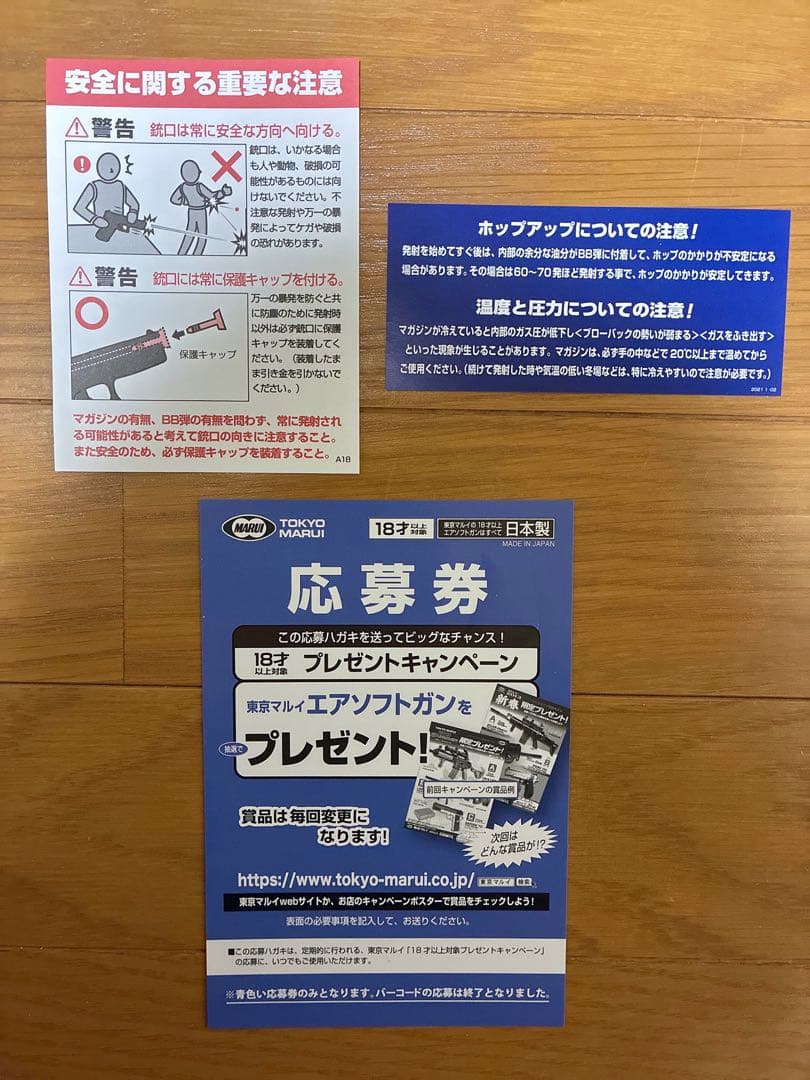 安全に関する重要な注意
警告 銃口は常に安全な方向へ向ける。
銃口は、いかなる場合
も人や動物、破損の可
能性があるものには向
けないでください。不
注意な発射や万一の暴
発によってケガや破損
の恐れがあります。
警告 銃口には常に保護キャップを付ける。
万一の暴発を防ぐと共
に防塵のために発射時
以外は必ず銃口に保護
キャップを装着してく
ださい。（装着したま
ま引き金を引かないで
ください。）
保護キャップ
マガジンの有無、BB弾の有無を問わず、常に発射され
る可能性があると考えて銃口の向きに注意すること。
また安全のため、必ず保護キャップを装着すること。
A18
ホップアップについての注意！
発射を始めてすぐ後は、内部の余分な油分がBB弾に付着して、ホップのかかりが不安定になる
場合があります。その場合は60〜70発ほど発射する事で、ホップのかかりが安定してきます。
温度と圧力についての注意！
マガジンが冷えていると内部のガス圧が低下し＜ブローバックの勢いが弱まる＞＜ガスをふき出す＞
といった現象が生じることがあります。マガジンは、必ず手の中などで20℃以上まで温めてから
ご使用ください。（続けて発射した時や気温の低い冬場などは、特に冷えやすいので注意が必要です。）
2021 1-02
MARUI TOKYO MARUI
18才以上対象
東京マルイの18才以上エアソフトガンはすべて 日本製
MADE IN JAPAN
応募券
この応募ハガキを送ってビッグなチャンス！
18才以上対象 プレゼントキャンペーン
東京マルイエアソフトガンを
抽選で プレゼント！
新春 限定プレゼント！
限定プレゼント！
前回キャンペーンの賞品例
賞品は毎回変更に
なります！
次回は
どんな賞品が!?
https://www.tokyo-marui.co.jp/ 東京マルイ 検索
東京マルイwebサイトか、お店のキャンペーンポスターで賞品をチェックしよう！
表面の必要事項を記入して、お送りください。
■この応募ハガキは、定期的に行われる、東京マルイ「18才以上対象プレゼントキャンペーン」
の応募に、いつでもご使用いただけます。
※青色い応募券のみとなります。バーコードの応募は終了となりました。